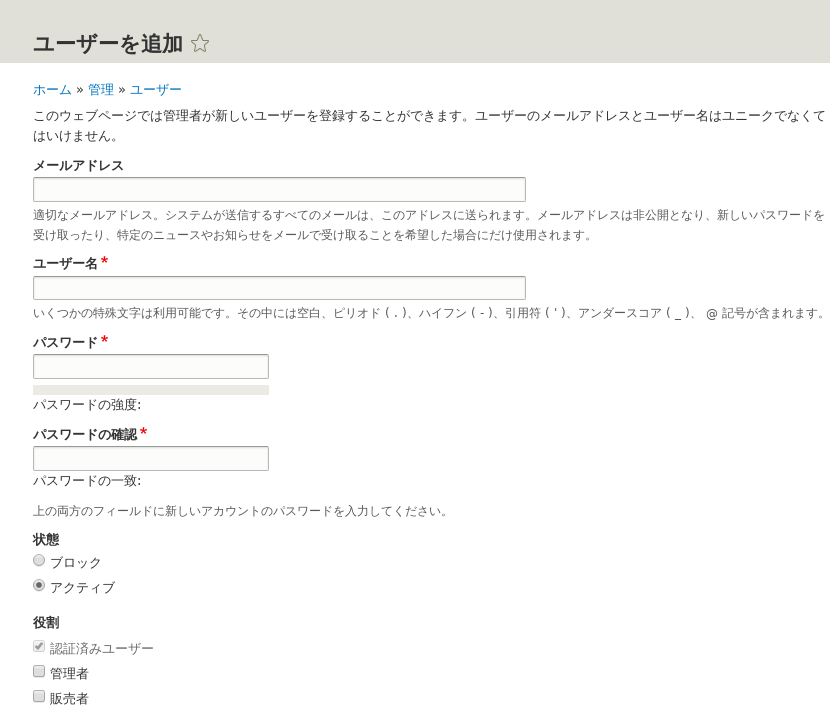 ユーザーを追加
ホーム » 管理 » ユーザー
このウェブページでは管理者が新しいユーザーを登録することができます。ユーザーのメールアドレスとユーザー名はユニークでなくて
はいけません。
メールアドレス
適切なメールアドレス。システムが送信するすべてのメールは、このアドレスに送られます。メールアドレスは非公開となり、新しいパスワードを
受け取ったり、特定のニュースやお知らせをメールで受け取ることを希望した場合にだけ使用されます。
ユーザー名*
いくつかの特殊文字は利用可能です。その中には空白、ピリオド ( . )、ハイフン ( - )、引用符 ( ' )、アンダースコア ( _ )、 @ 記号が含まれます。
パスワード*
パスワードの強度:
パスワードの確認*
パスワードの一致:
上の両方のフィールドに新しいアカウントのパスワードを入力してください。
状態
ブロック
アクティブ
役割
認証済みユーザー
管理者
販売者